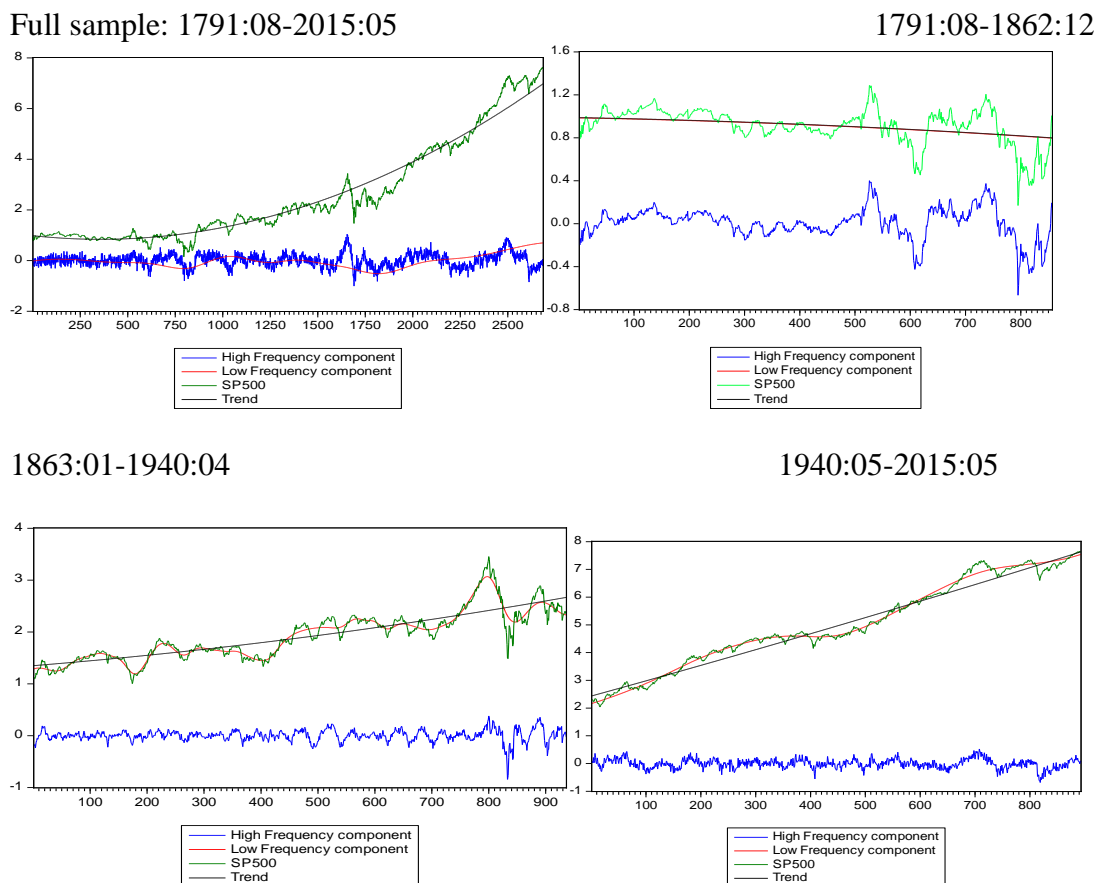 Full sample: 1791:08-2015:05
8
6
4
2
0
-2
250 500 750 1000 1250 1500 1750 2000 2250 2500
High Frequency component
Low Frequency component
SP500
Trend
1791:08-1862:12
1.6
1.2
0.8
0.4
0.0
-0.4
-0.8
100 200 300 400 500 600 700 800
High Frequency component
Low Frequency component
SP500
Trend
1863:01-1940:04
4
3
2
1
0
-1
100 200 300 400 500 600 700 800 900
High Frequency component
Low Frequency component
SP500
Trend
1940:05-2015:05
8
7
6
5
4
3
2
1
0
-1
100 200 300 400 500 600 700 800
High Frequency component
Low Frequency component
SP500
Trend